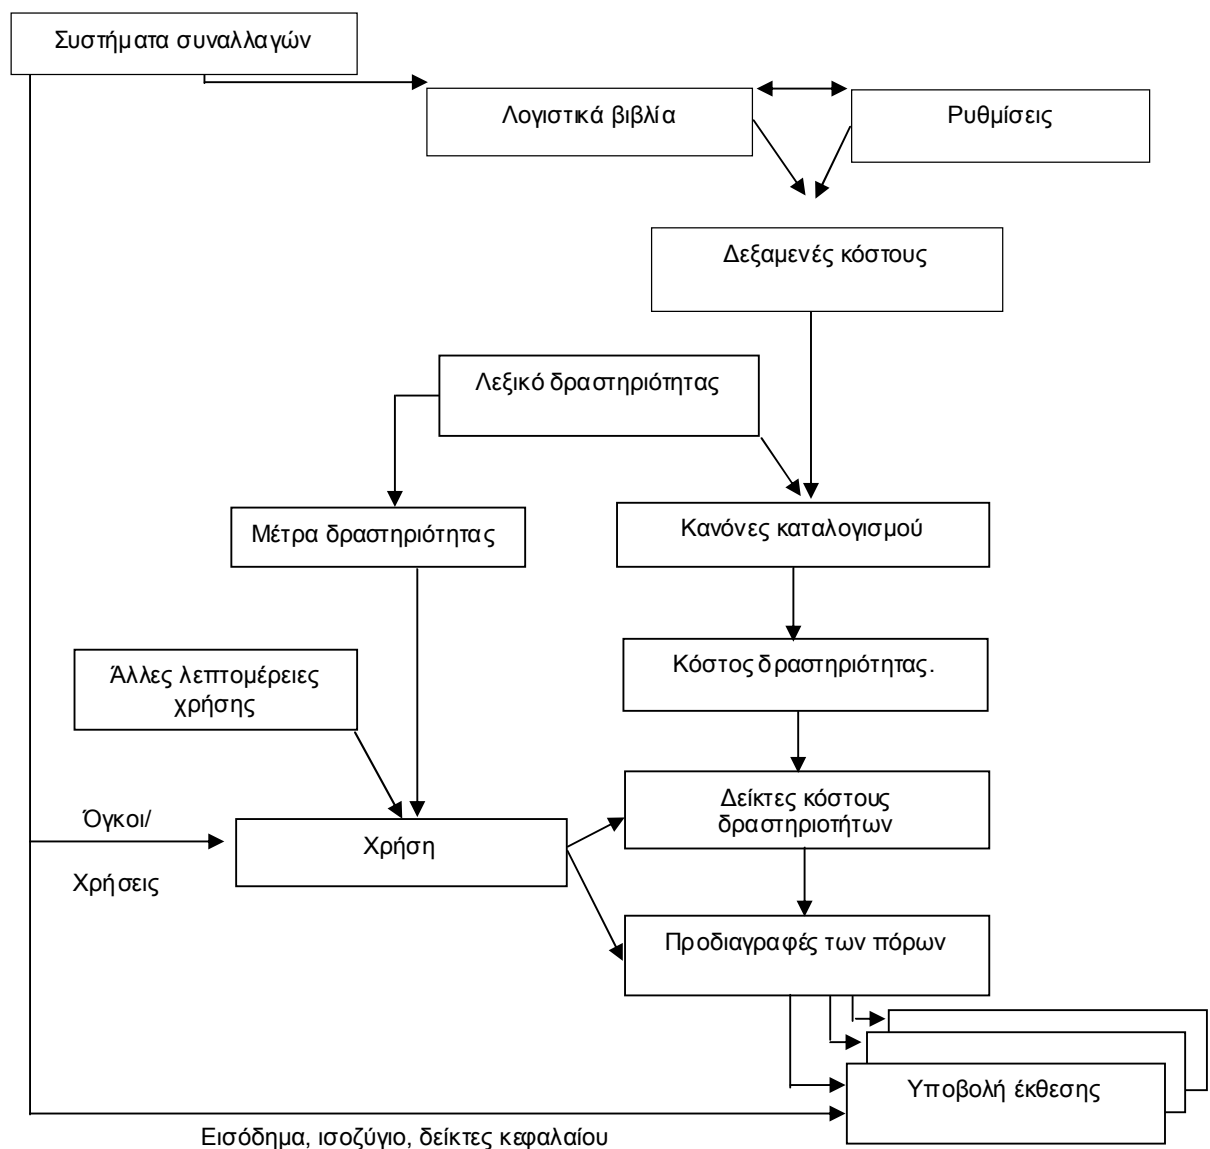 Συστήματα συναλλαγών
Λογιστικά βιβλία
Ρυθμίσεις
Δεξαμενές κόστους
Λεξικό δραστηριότητας
Μέτρα δραστηριότητας
Κανόνες καταλογισμού
Άλλες λεπτομέρειες
χρήσης
Κόστος δραστηριότητας.
Όγκοι/
Χρήσεις
Χρήση
Δείκτες κόστους
δραστηριοτήτων
Προδιαγραφές των πόρων
Υποβολή έκθεσης
Εισόδημα, ισοζύγιο, δείκτες κεφαλαίου